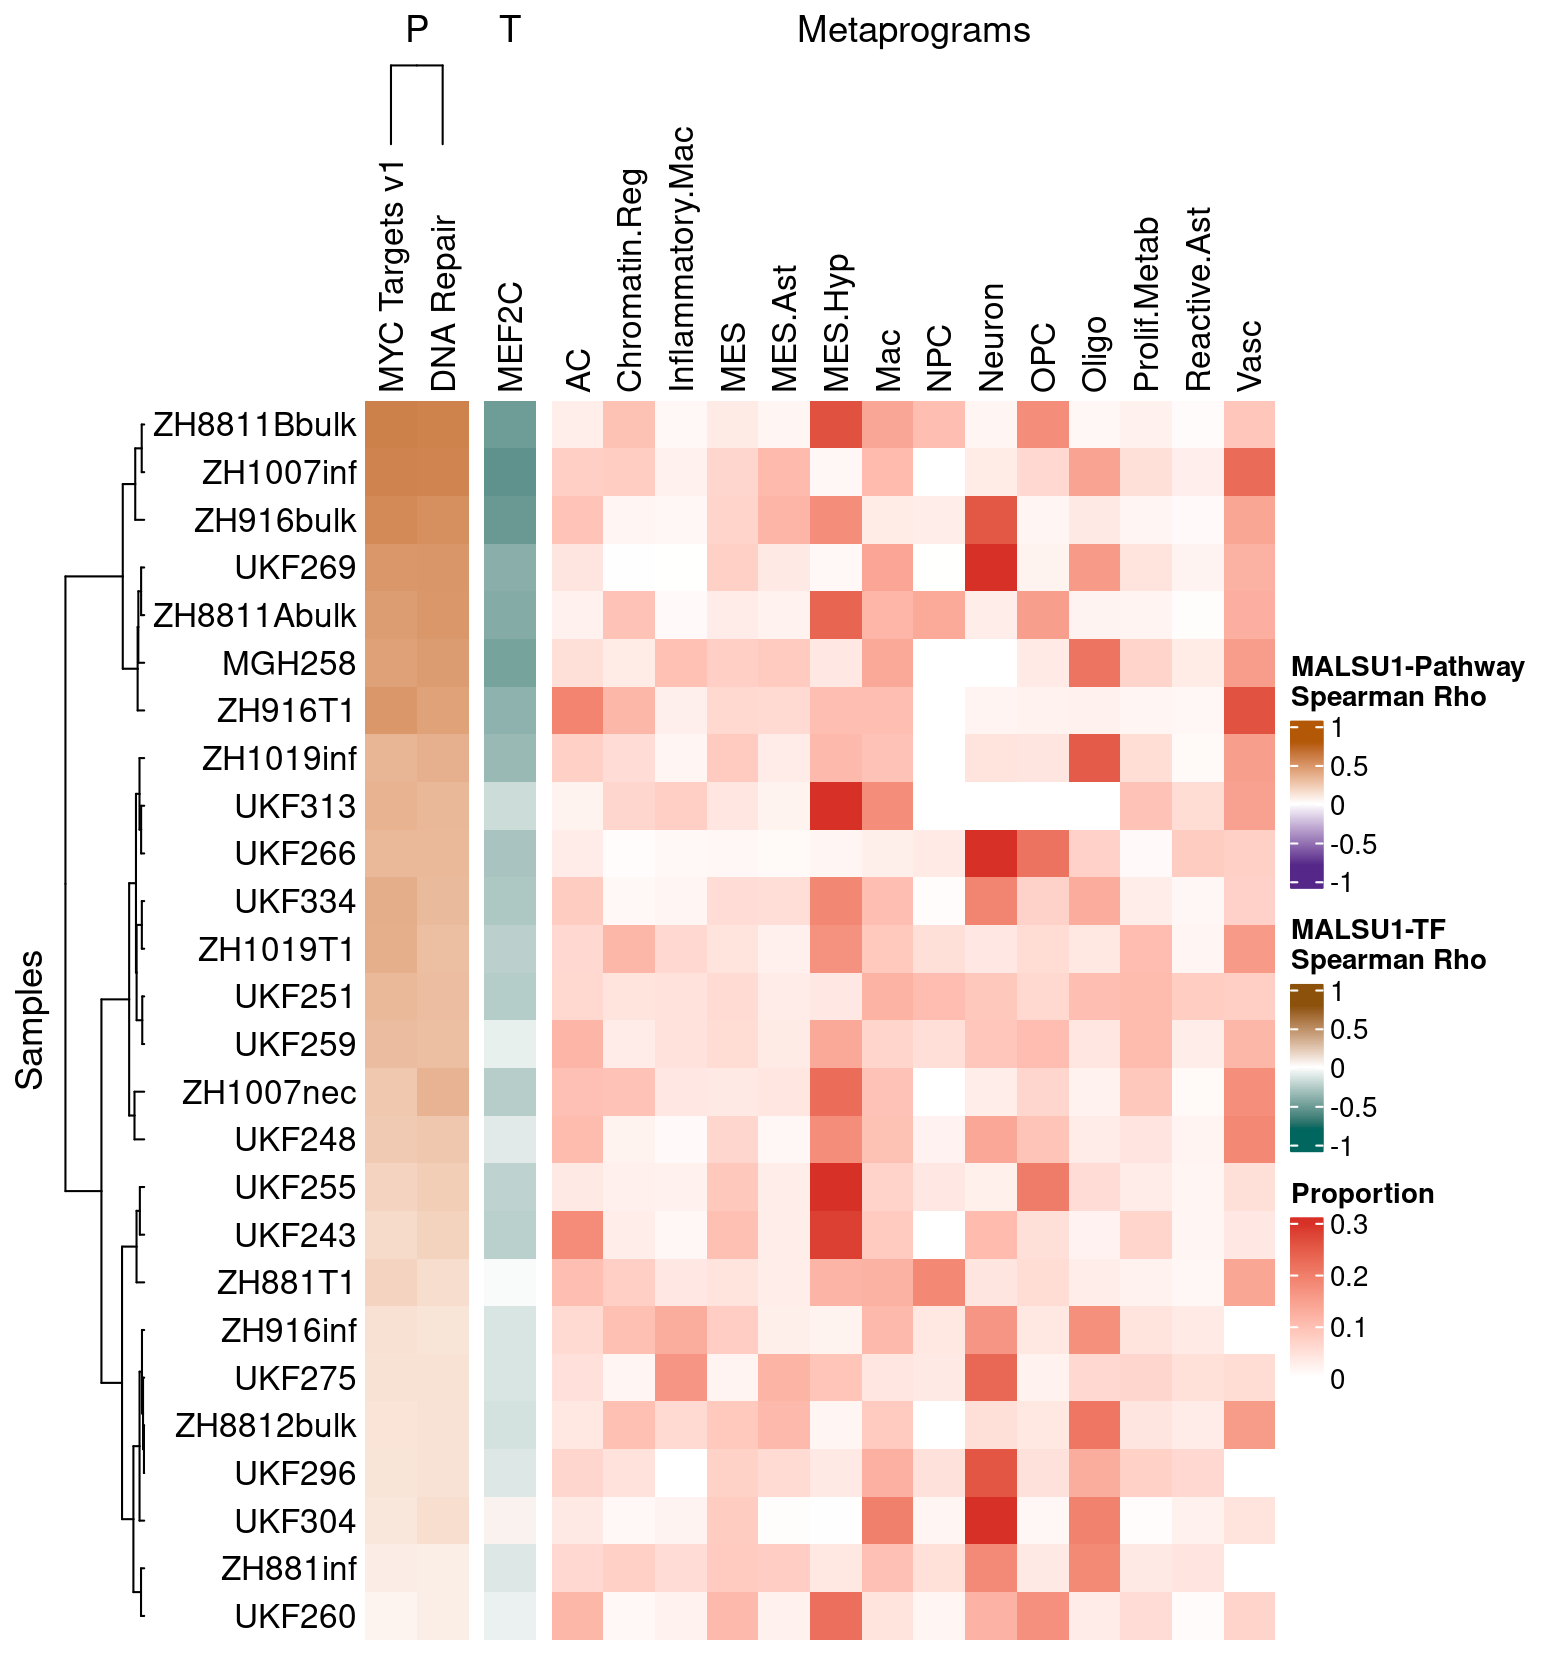 P T Metaprograms
MYC Targets v1
DNA Repair
MEF2C
AC
Chromatin.Reg
Inflammatory.Mac
MES
MES.Ast
MES.Hyp
Mac
NPC
Neuron
OPC
Oligo
Prolif.Metab
Reactive.Ast
Vasc
Samples
ZH8811Bbulk
ZH1007inf
ZH916bulk
UKF269
ZH8811Abulk
MGH258
ZH916T1
ZH1019inf
UKF313
UKF266
UKF334
ZH1019T1
UKF251
UKF259
ZH1007nec
UKF248
UKF255
UKF243
ZH881T1
ZH916inf
UKF275
ZH8812bulk
UKF296
UKF304
ZH881inf
UKF260
MALSU1-Pathway
Spearman Rho
1
0.5
0
-0.5
-1
MALSU1-TF
Spearman Rho
1
0.5
0
-0.5
-1
Proportion
0.3
0.2
0.1
0